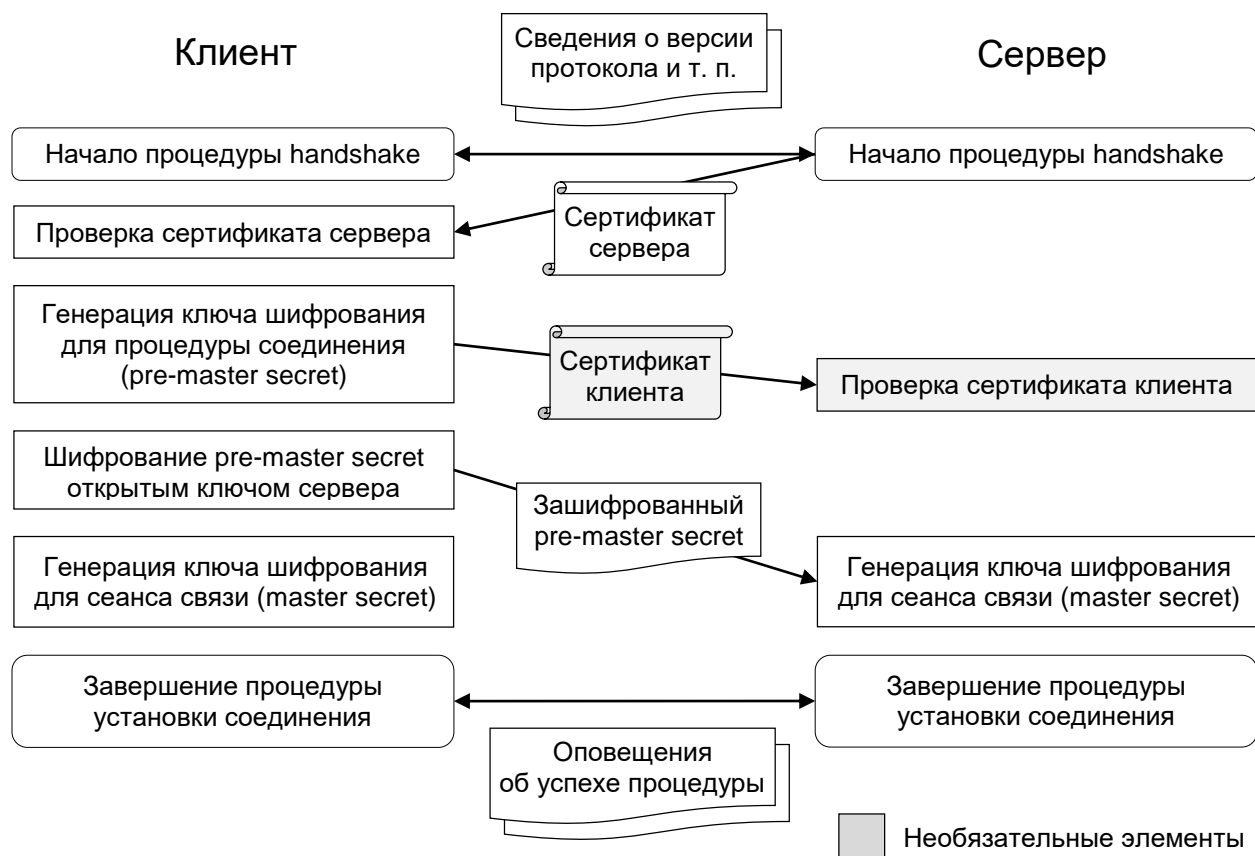 Клиент
Сведения о версии
протокола и т. п.
Сервер
Начало процедуры handshake
Начало процедуры handshake
Сертификат
сервера
Проверка сертификата сервера
Генерация ключа шифрования
для процедуры соединения
(pre-master secret)
Сертификат
клиента
Проверка сертификата клиента
Шифрование pre-master secret
открытым ключом сервера
Зашифрованный
pre-master secret
Генерация ключа шифрования
для сеанса связи (master secret)
Генерация ключа шифрования
для сеанса связи (master secret)
Завершение процедуры
установки соединения
Завершение процедуры
установки соединения
Оповещения
об успехе процедуры
Необязательные элементы